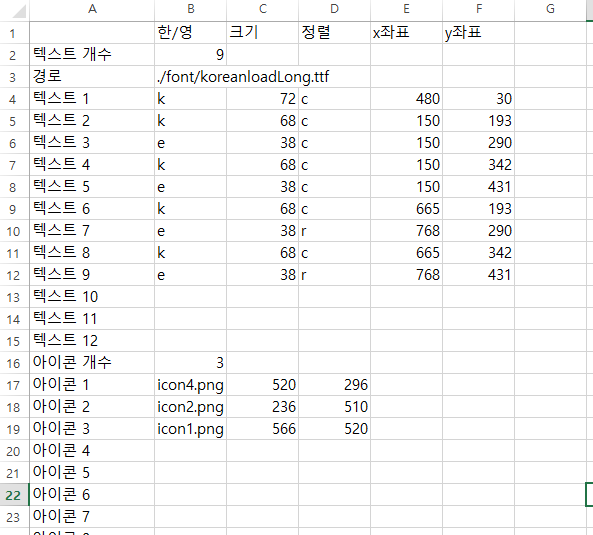 A B C D E F G
1 한/영 크기 정렬 x좌표 y좌표
2 텍스트 개수 9
3 경로 ./font/koreanloadLong.ttf
4 텍스트 1 k 72 c 480 30
5 텍스트 2 k 68 c 150 193
6 텍스트 3 e 38 c 150 290
7 텍스트 4 k 68 c 150 342
8 텍스트 5 e 38 c 150 431
9 텍스트 6 k 68 c 665 193
10 텍스트 7 e 38 r 768 290
11 텍스트 8 k 68 c 665 342
12 텍스트 9 e 38 r 768 431
13 텍스트 10
14 텍스트 11
15 텍스트 12
16 아이콘 개수 3
17 아이콘 1 icon4.png 520 296
18 아이콘 2 icon2.png 236 510
19 아이콘 3 icon1.png 566 520
20 아이콘 4
21 아이콘 5
22 아이콘 6
23 아이콘 7